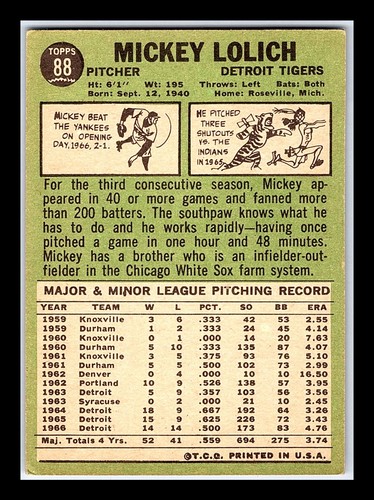 TOPPS
88
MICKEY LOLICH
PITCHER DETROIT TIGERS
Ht: 6'1" Wt: 195 Throws: Left Bats: Both
Born: Sept. 12, 1940 Home: Roseville, Mich.
MICKEY BEAT
THE YANKEES
ON OPENING
DAY, 1966, 2-1.
HE PITCHED
THREE
SHUTOUTS
VS. THE
INDIANS
IN 1965.
For the third consecutive season, Mickey ap-
peared in 40 or more games and fanned more
than 200 batters. The southpaw knows what he
has to do and he works rapidly—having once
pitched a game in one hour and 48 minutes.
Mickey has a brother who is an infielder-out-
fielder in the Chicago White Sox farm system.
MAJOR & MINOR LEAGUE PITCHING RECORD
YEAR TEAM W L PCT. SO BB ERA
1959 Knoxville 3 6 .333 42 53 2.55
1959 Durham 1 2 .333 24 45 4.14
1960 Knoxville 0 1 .000 14 20 7.63
1960 Durham 5 10 .333 135 87 4.07
1961 Knoxville 3 5 .375 93 76 5.10
1961 Durham 5 5 .500 102 73 2.99
1962 Denver 0 4 .000 10 10 16.50
1962 Portland 10 9 .526 138 57 3.95
1963 Detroit 5 9 .357 103 56 3.56
1963 Syracuse 0 2 .000 21 10 2.45
1964 Detroit 18 9 .667 192 64 3.26
1965 Detroit 15 9 .625 226 72 3.43
1966 Detroit 14 14 .500 173 83 4.76
Maj. Totals 4 Yrs. 52 41 .559 694 275 3.74
©T.C.G. PRINTED IN U.S.A.